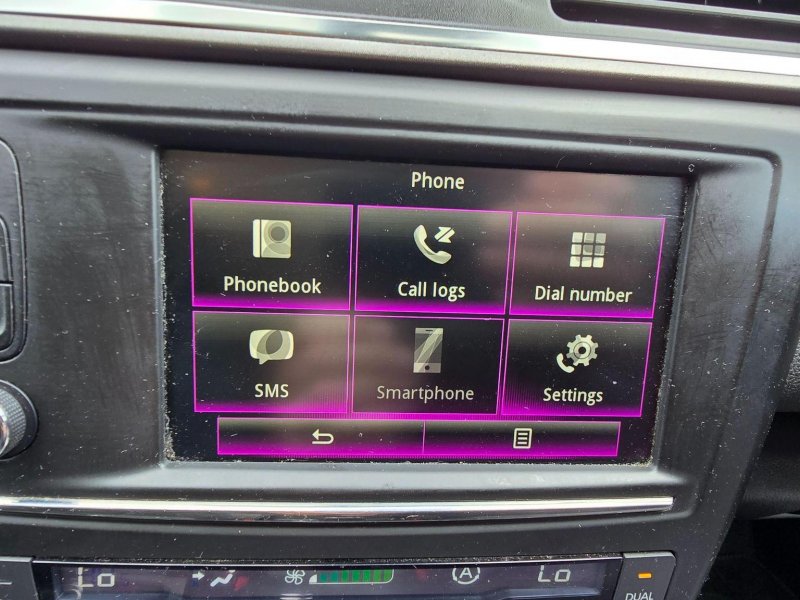 Phone
Phonebook
Call logs
Dial number
SMS
Smartphone
Settings
Lo
A
Lo
DUAL